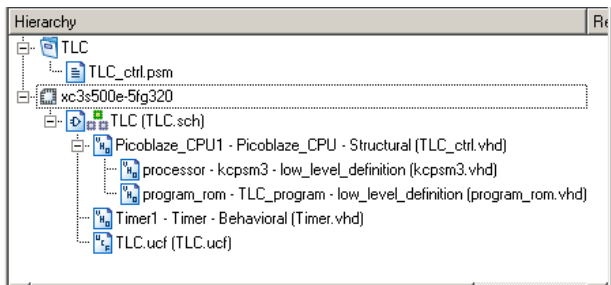 Hierarchy Re
TLC
TLC_ctrl.psm
xc3s500e-5fg320
TLC (TLC.sch)
Picoblaze_CPU1 - Picoblaze_CPU - Structural (TLC_ctrl.vhd)
processor - kcpsm3 - low_level_definition (kcpsm3.vhd)
program_rom - TLC_program - low_level_definition (program_rom.vhd)
Timer1 - Timer - Behavioral (Timer.vhd)
TLC.ucf (TLC.ucf)